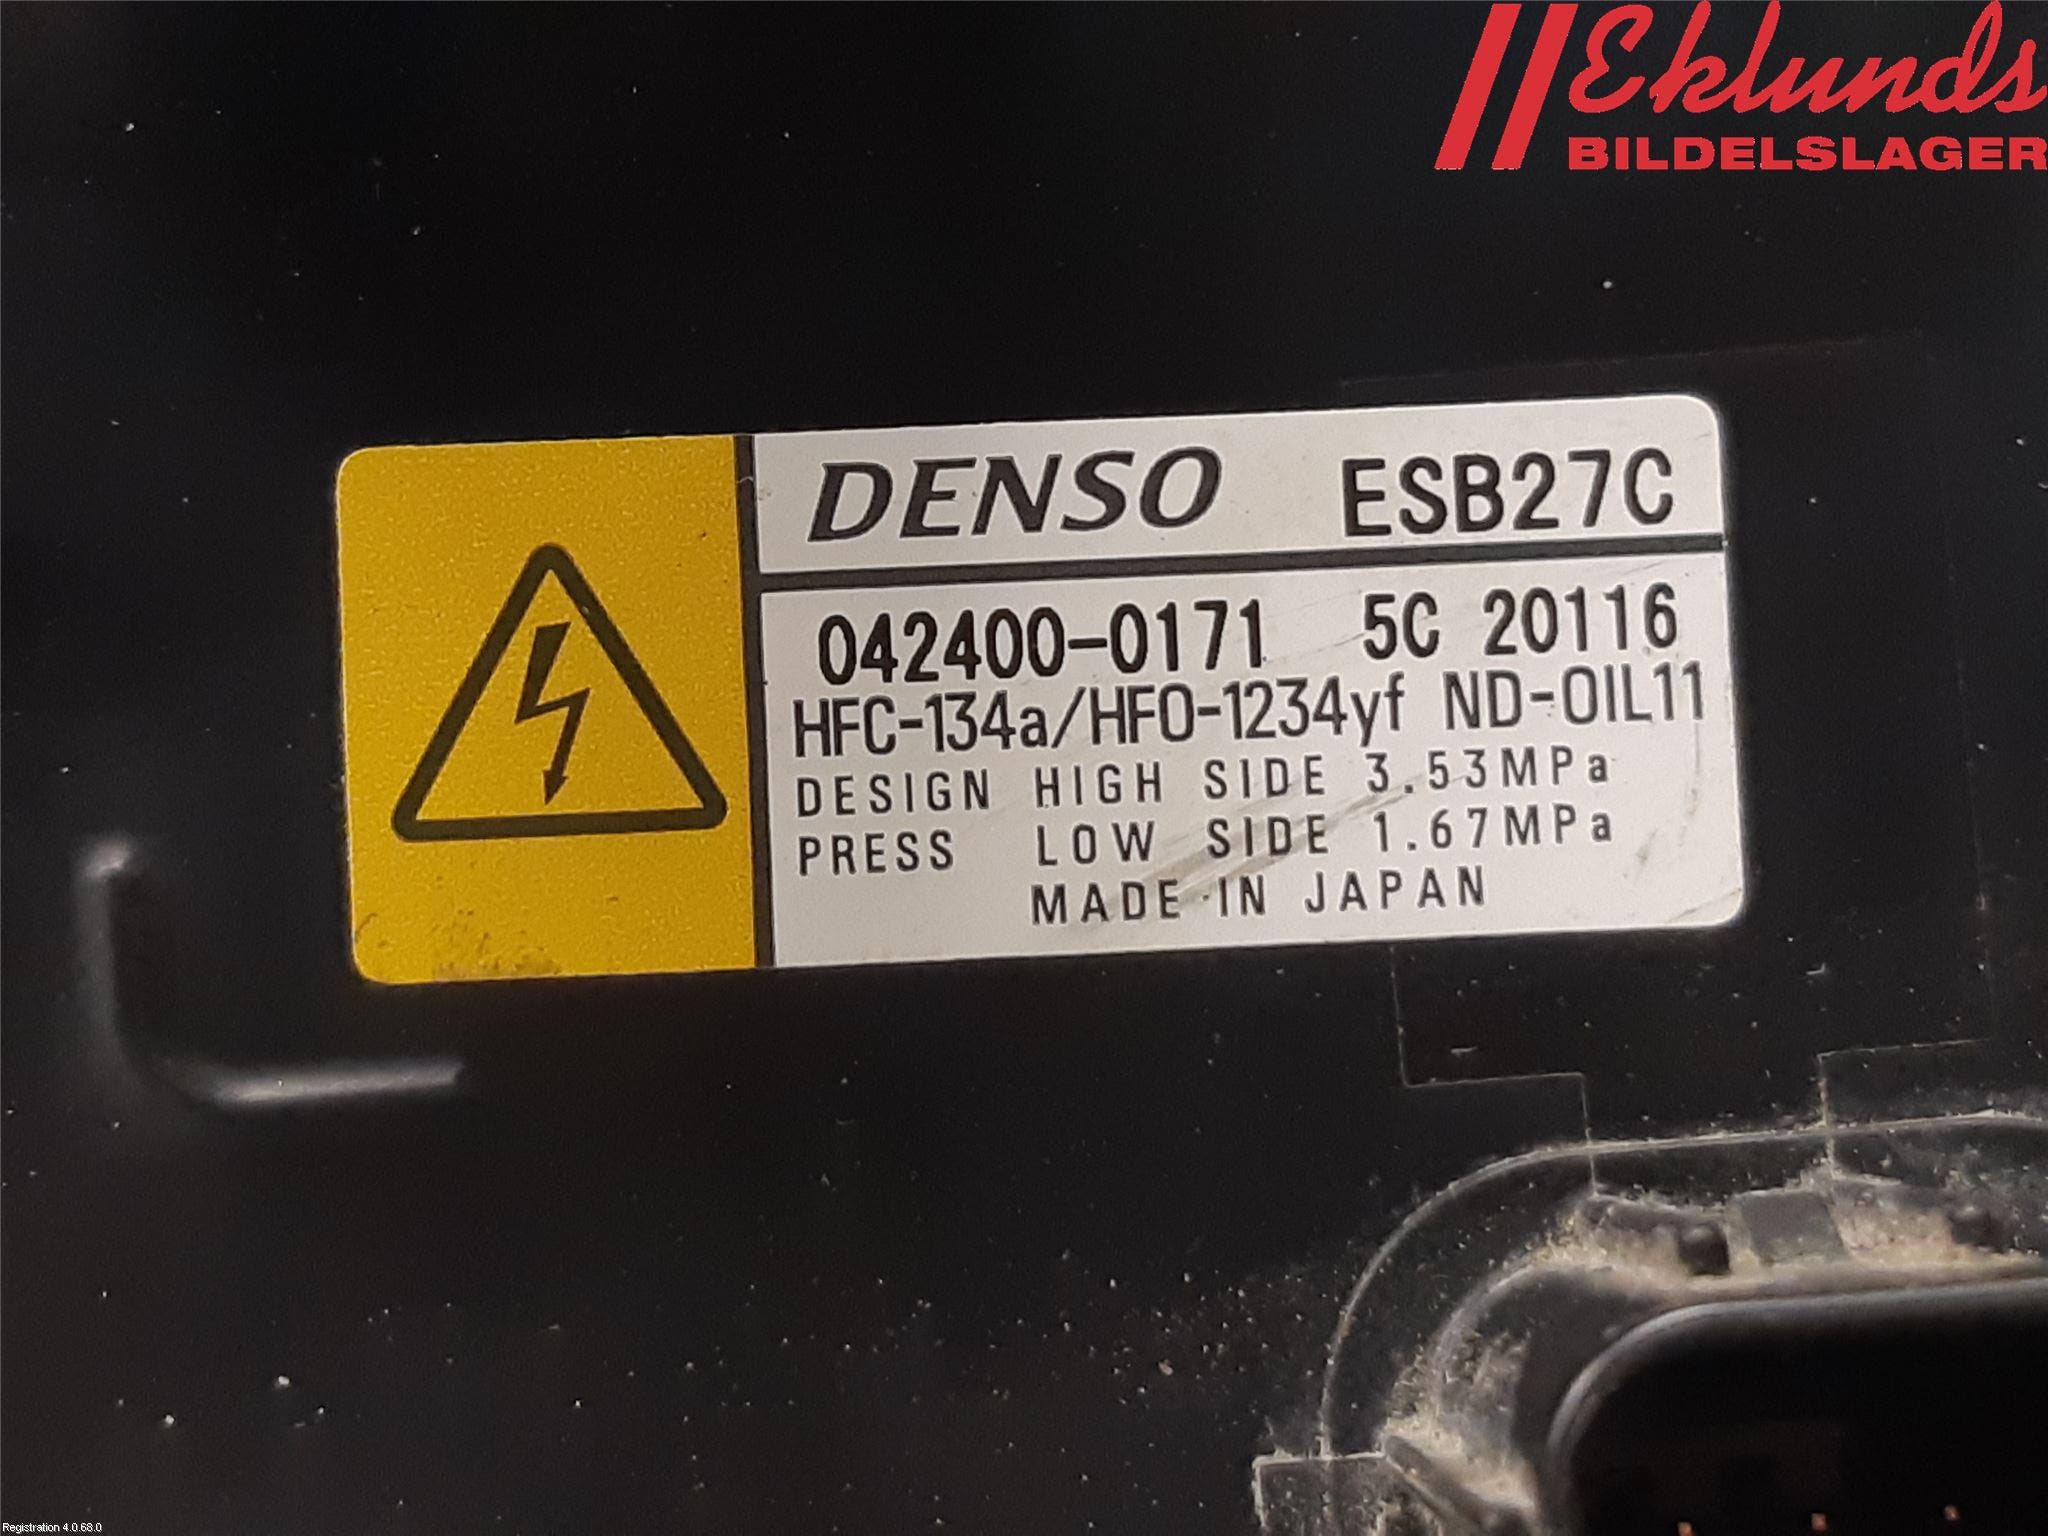 Eklunds
BILDELSLAGER
DENSO ESB27C
042400-0171 5C 20116
HFC-134a/HFO-1234yf ND-OIL11
DESIGN HIGH SIDE 3.53MPa
PRESS LOW SIDE 1.67MPa
MADE IN JAPAN
Registration 4.0.68.0